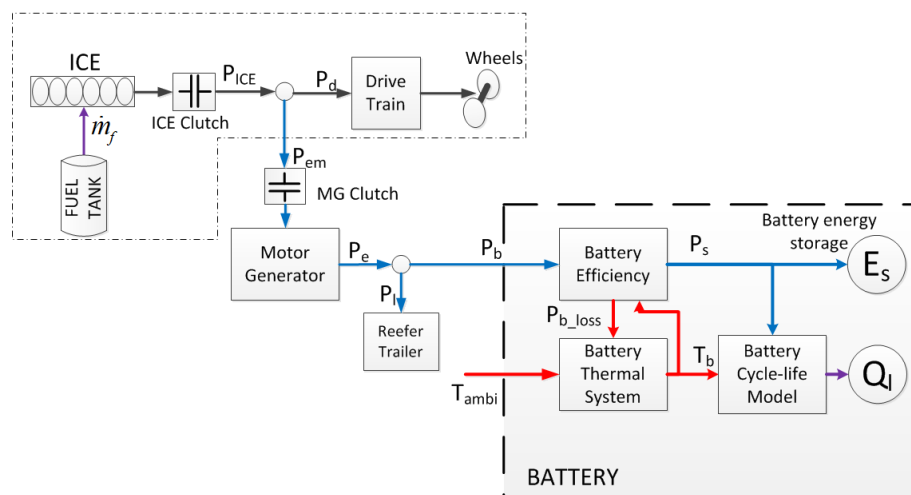 ICE
Wheels
P_ICE
P_d
Drive
Train
ICE Clutch
ṁ_f
FUEL
TANK
P_em
MG Clutch
Motor
Generator
P_e
P_l
Reefer
Trailer
P_b
Battery
Efficiency
P_s
Battery energy
storage
E_s
P_b_loss
T_ambi
Battery
Thermal
System
T_b
Battery
Cycle-life
Model
Q_l
BATTERY